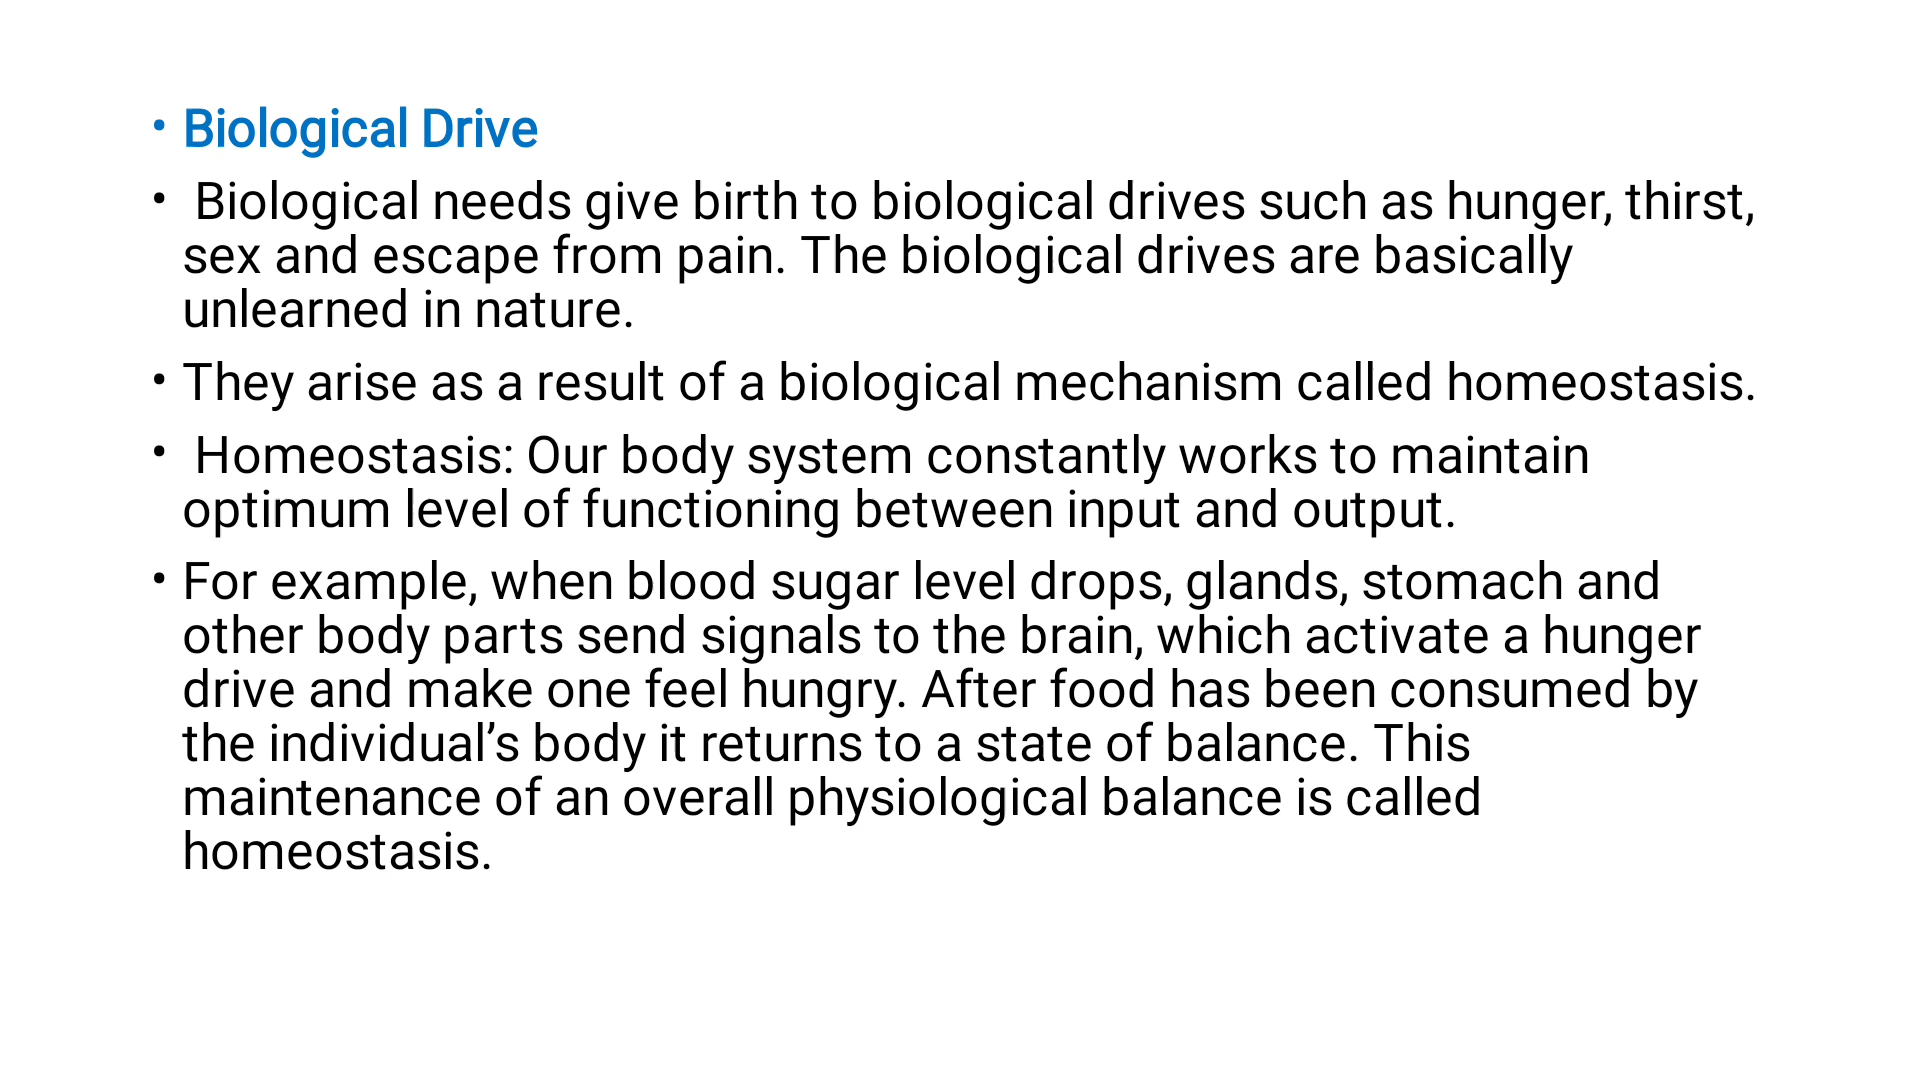 • Biological Drive
• Biological needs give birth to biological drives such as hunger, thirst,
sex and escape from pain. The biological drives are basically
unlearned in nature.
• They arise as a result of a biological mechanism called homeostasis.
• Homeostasis: Our body system constantly works to maintain
optimum level of functioning between input and output.
• For example, when blood sugar level drops, glands, stomach and
other body parts send signals to the brain, which activate a hunger
drive and make one feel hungry. After food has been consumed by
the individual’s body it returns to a state of balance. This
maintenance of an overall physiological balance is called
homeostasis.